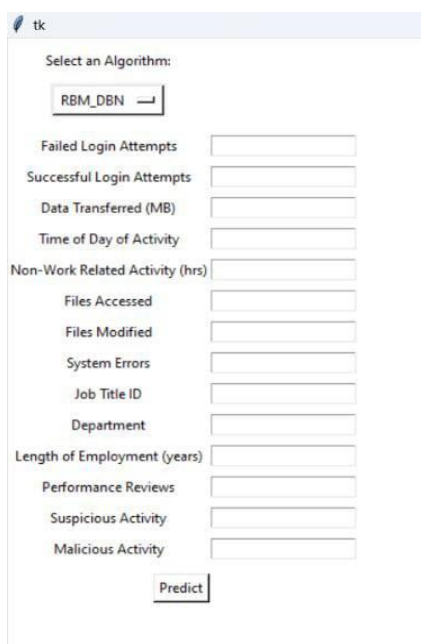 tk
Select an Algorithm:
RBM_DBN
Failed Login Attempts
Successful Login Attempts
Data Transferred (MB)
Time of Day of Activity
Non-Work Related Activity (hrs)
Files Accessed
Files Modified
System Errors
Job Title ID
Department
Length of Employment (years)
Performance Reviews
Suspicious Activity
Malicious Activity
Predict